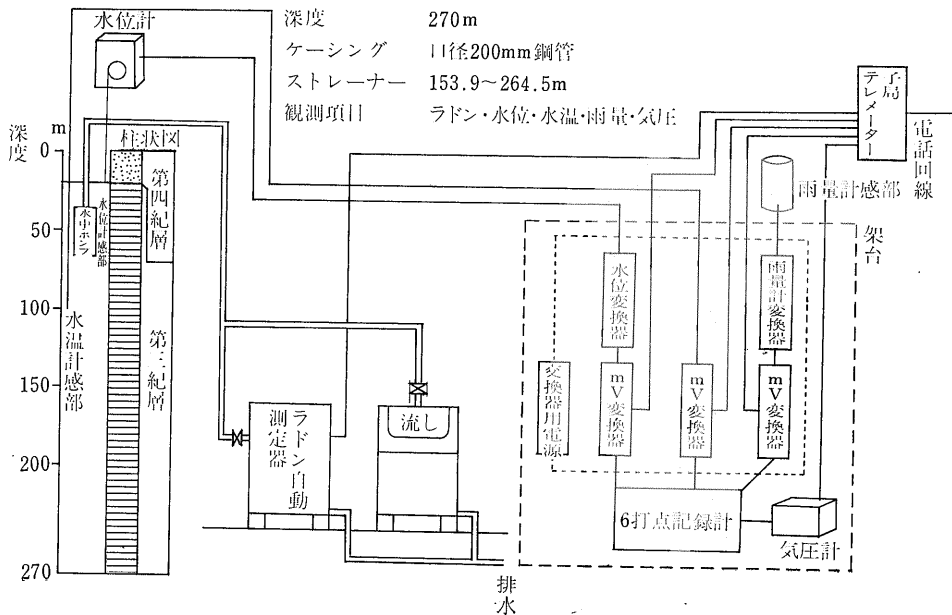 水位計
深度 270m
ケーシング 口径200mm鋼管
ストレーナー 153.9～264.5m
観測項目 ラドン・水位・水温・雨量・気圧
子局
テレメーター
電話回線
深度 m
柱状図
0
50
100
150
200
270
第四紀層
第三紀層
水中ポンプ
水位計感部
水温計感部
雨量計感部
架台
水位変換器
雨量計変換器
変換器用電源
mV変換器
mV変換器
mV変換器
ラドン自動
測定器
流し
6打点記録計
気圧計
排水